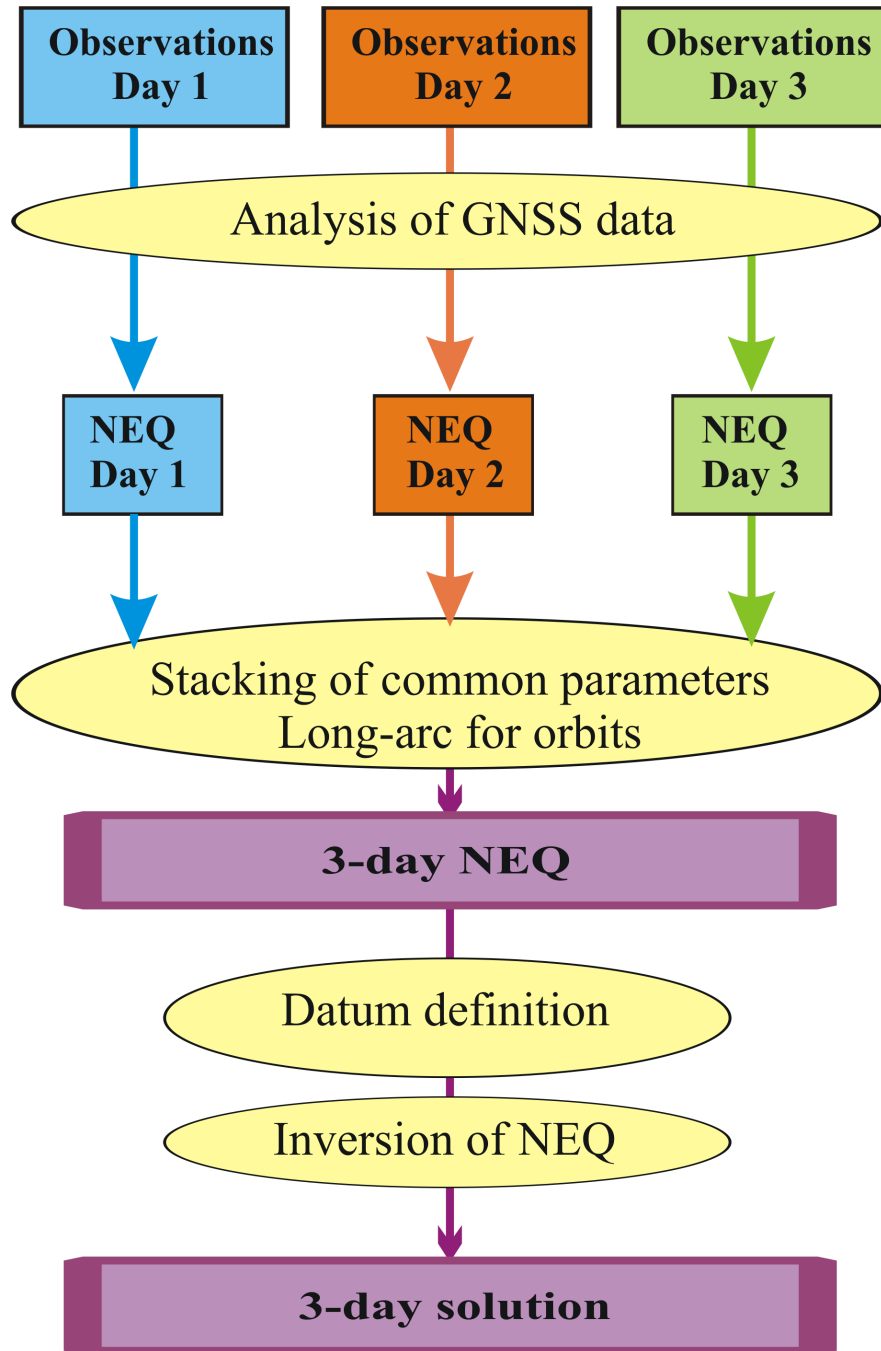 Observations
Day 1
Observations
Day 2
Observations
Day 3
Analysis of GNSS data
NEQ
Day 1
NEQ
Day 2
NEQ
Day 3
Stacking of common parameters
Long-arc for orbits
3-day NEQ
Datum definition
Inversion of NEQ
3-day solution